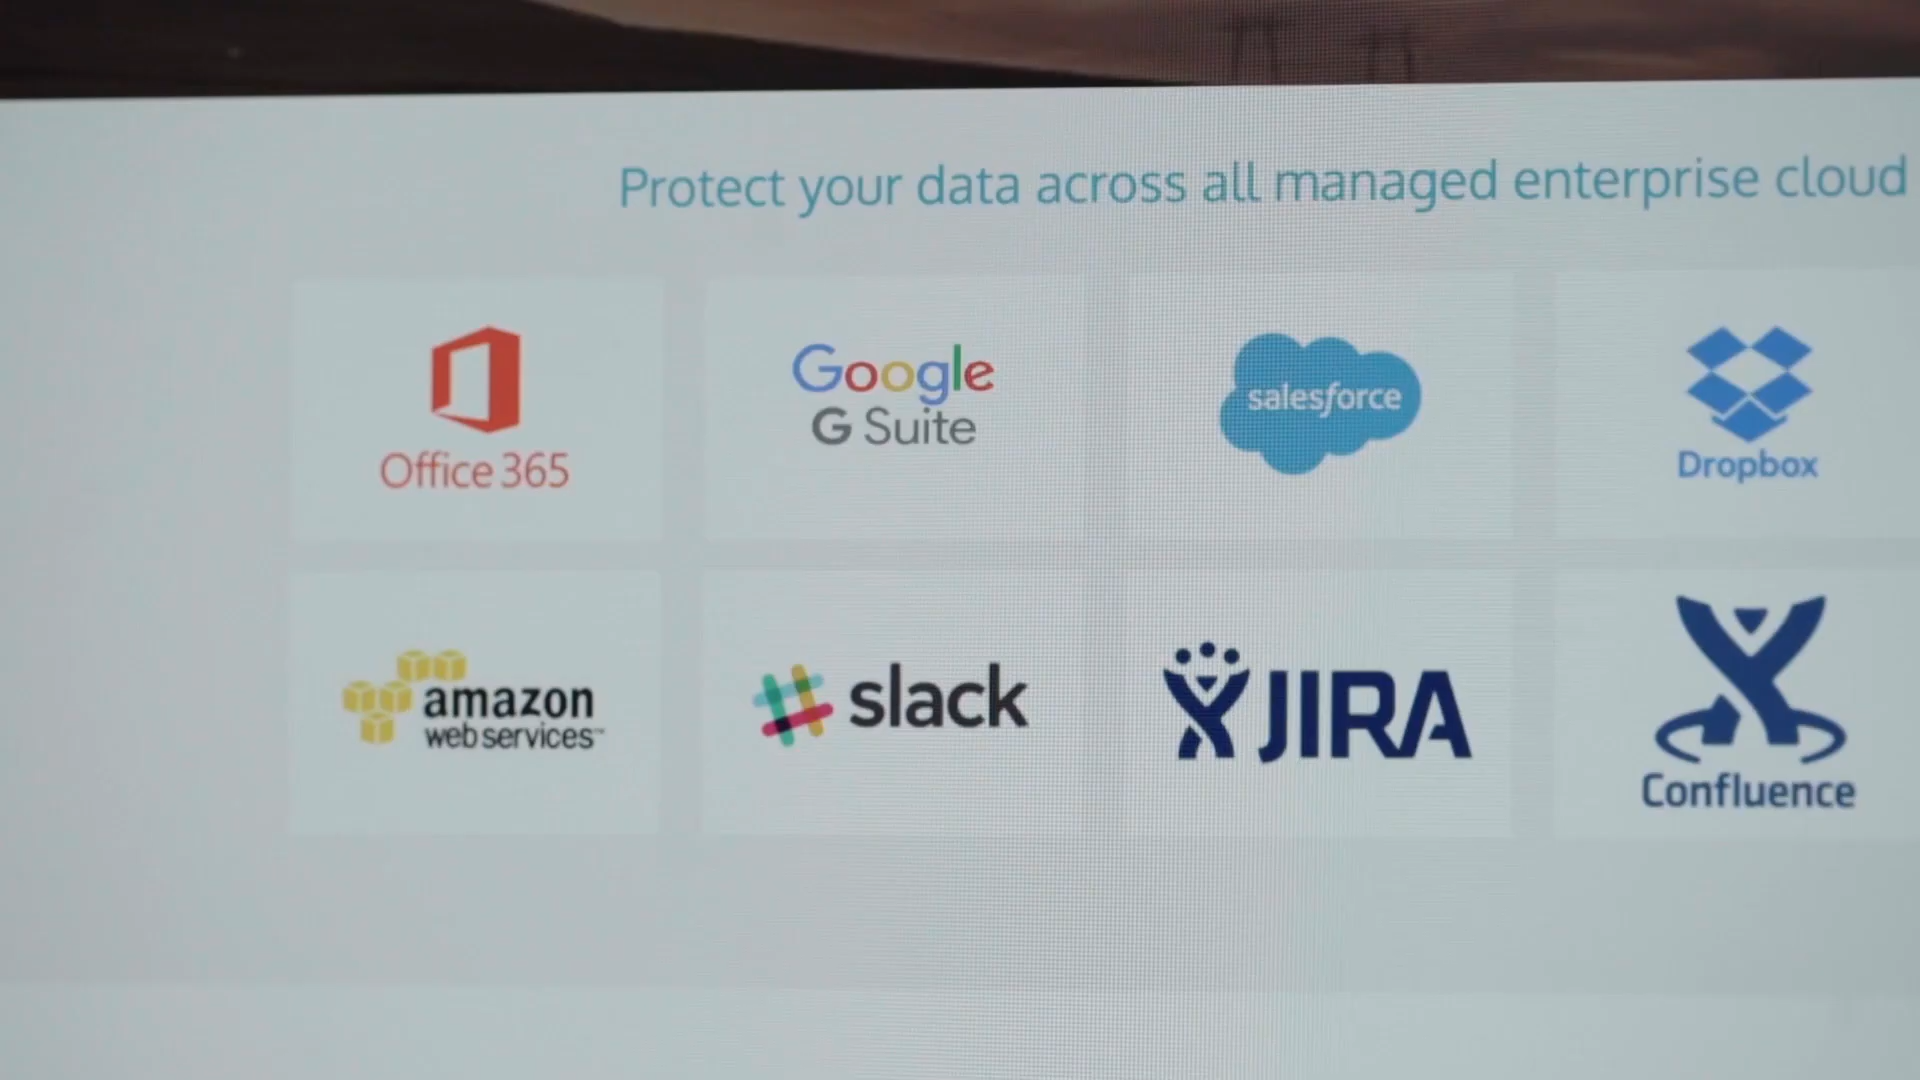 Protect your data across all managed enterprise cloud
Office 365
Google
G Suite
salesforce
Dropbox
amazon
web services™
slack
JIRA
Confluence